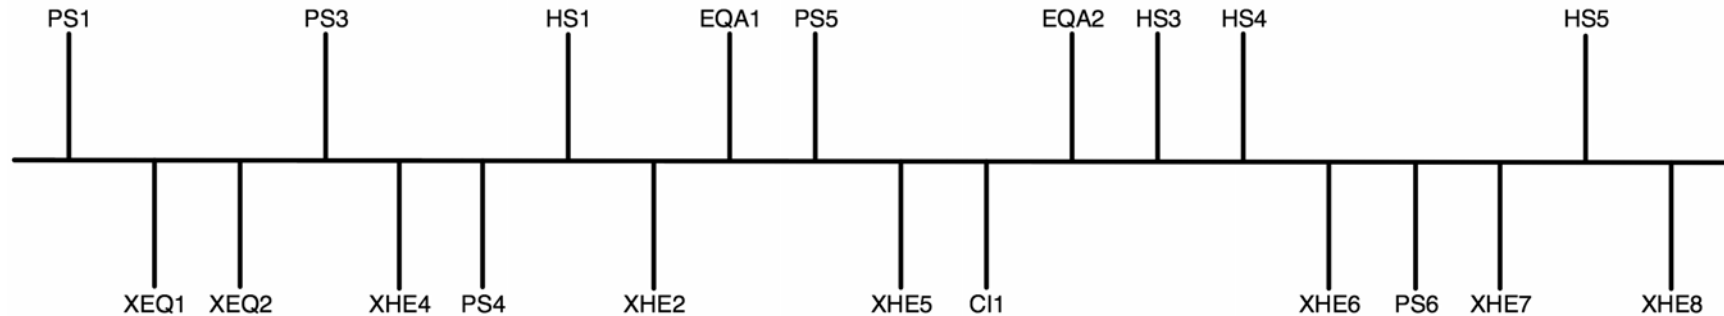 PS1 PS3 HS1 EQA1 PS5 EQA2 HS3 HS4 HS5
XEQ1 XEQ2 XHE4 PS4 XHE2 XHE5 CI1 XHE6 PS6 XHE7 XHE8